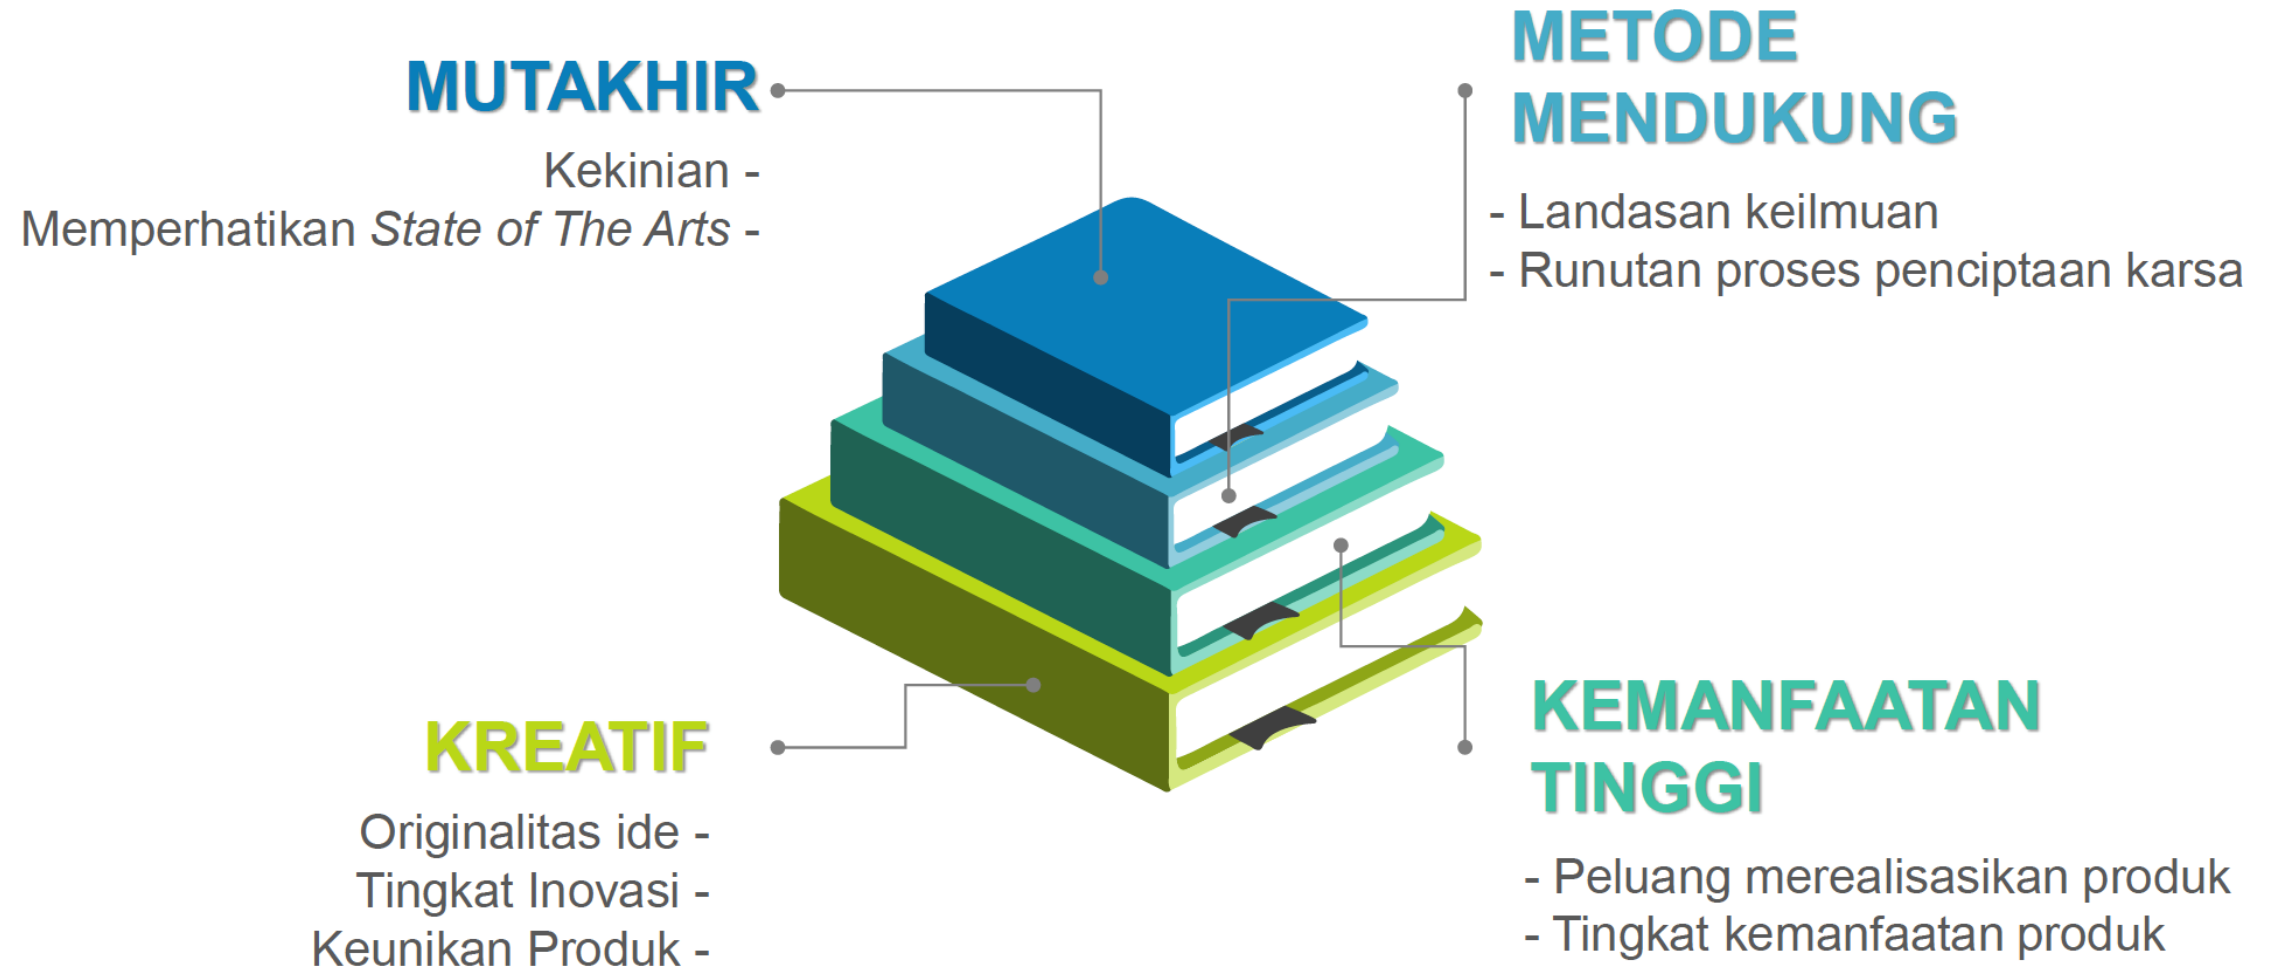 MUTAKHIR
Kekinian -
Memperhatikan State of The Arts -
METODE
MENDUKUNG
- Landasan keilmuan
- Runutan proses penciptaan karsa
KREATIF
Originalitas ide -
Tingkat Inovasi -
Keunikan Produk -
KEMANFAATAN
TINGGI
- Peluang merealisasikan produk
- Tingkat kemanfaatan produk